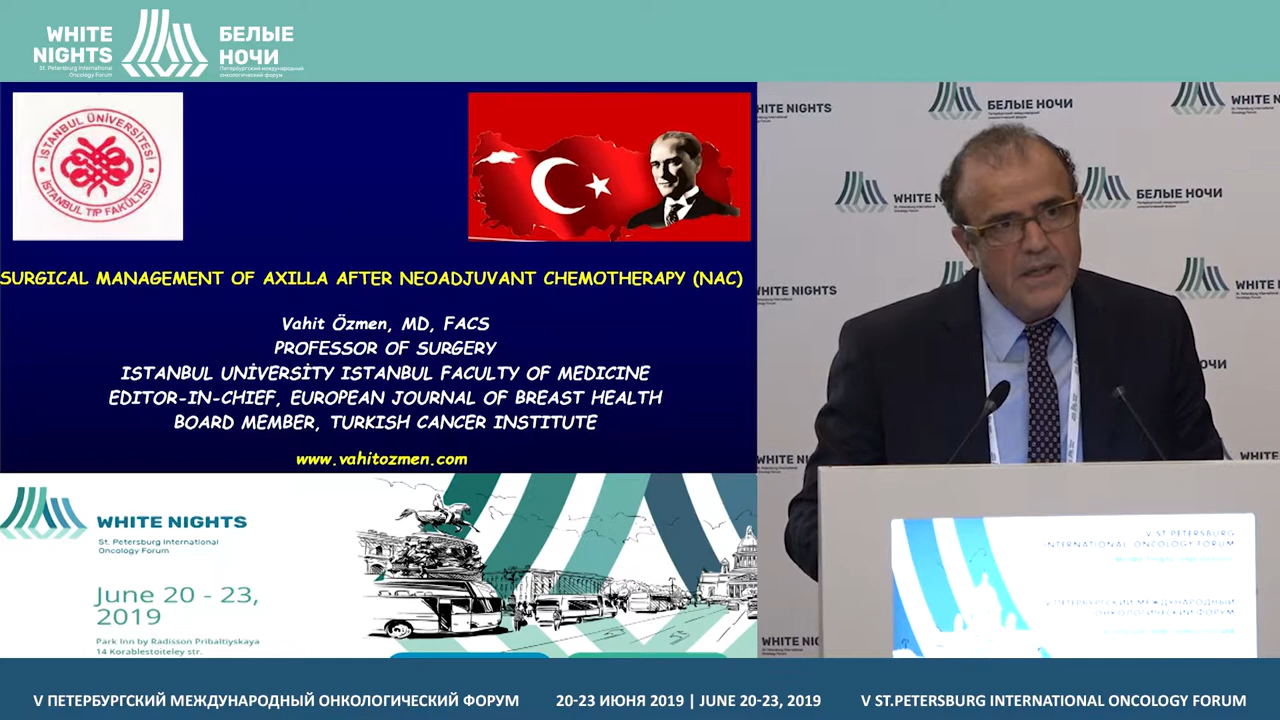 WHITE
NIGHTS
St. Petersburg International
Oncology Forum
БЕЛЫЕ
НОЧИ
Петербургский международный
онкологический форум
İSTANBUL ÜNİVERSİTESİ
İSTANBUL TIP FAKÜLTESİ
SURGICAL MANAGEMENT OF AXILLA AFTER NEOADJUVANT CHEMOTHERAPY (NAC)
Vahit Özmen, MD, FACS
PROFESSOR OF SURGERY
ISTANBUL UNİVERSİTY ISTANBUL FACULTY OF MEDICINE
EDITOR-IN-CHIEF, EUROPEAN JOURNAL OF BREAST HEALTH
BOARD MEMBER, TURKISH CANCER INSTITUTE
www.vahitozmen.com
WHITE NIGHTS
St. Petersburg International
Oncology Forum
June 20 - 23,
2019
Park Inn by Radisson Pribaltiyskaya
14 Korablestoiteley str.
WHITE NIGHTS
БЕЛЫЕ НОЧИ
WHITE N
WHITE NIGHTS
БЕЛЫЕ НОЧИ
WHITE NIGHTS
WHITE
НОЧИ
WHITE NIG
WHITE
WHITE NIG
V ST.PETERSBURG
INTERNATIONAL ONCOLOGY FORUM
V ПЕТЕРБУРГСКИЙ МЕЖДУНАРОДНЫЙ
ОНКОЛОГИЧЕСКИЙ ФОРУМ
V ПЕТЕРБУРГСКИЙ МЕЖДУНАРОДНЫЙ ОНКОЛОГИЧЕСКИЙ ФОРУМ
20-23 ИЮНЯ 2019 | JUNE 20-23, 2019
V ST.PETERSBURG INTERNATIONAL ONCOLOGY FORUM